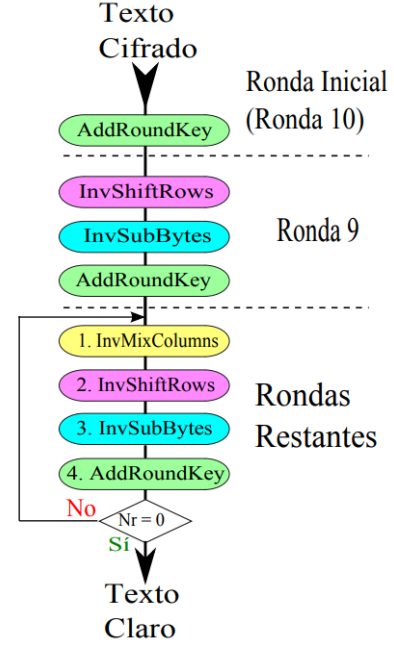 Texto
Cifrado
Ronda Inicial
(Ronda 10)
AddRoundKey
InvShiftRows
InvSubBytes
Ronda 9
AddRoundKey
1. InvMixColumns
2. InvShiftRows
Rondas
3. InvSubBytes
Restantes
4. AddRoundKey
No
Nr = 0
Sí
Texto
Claro